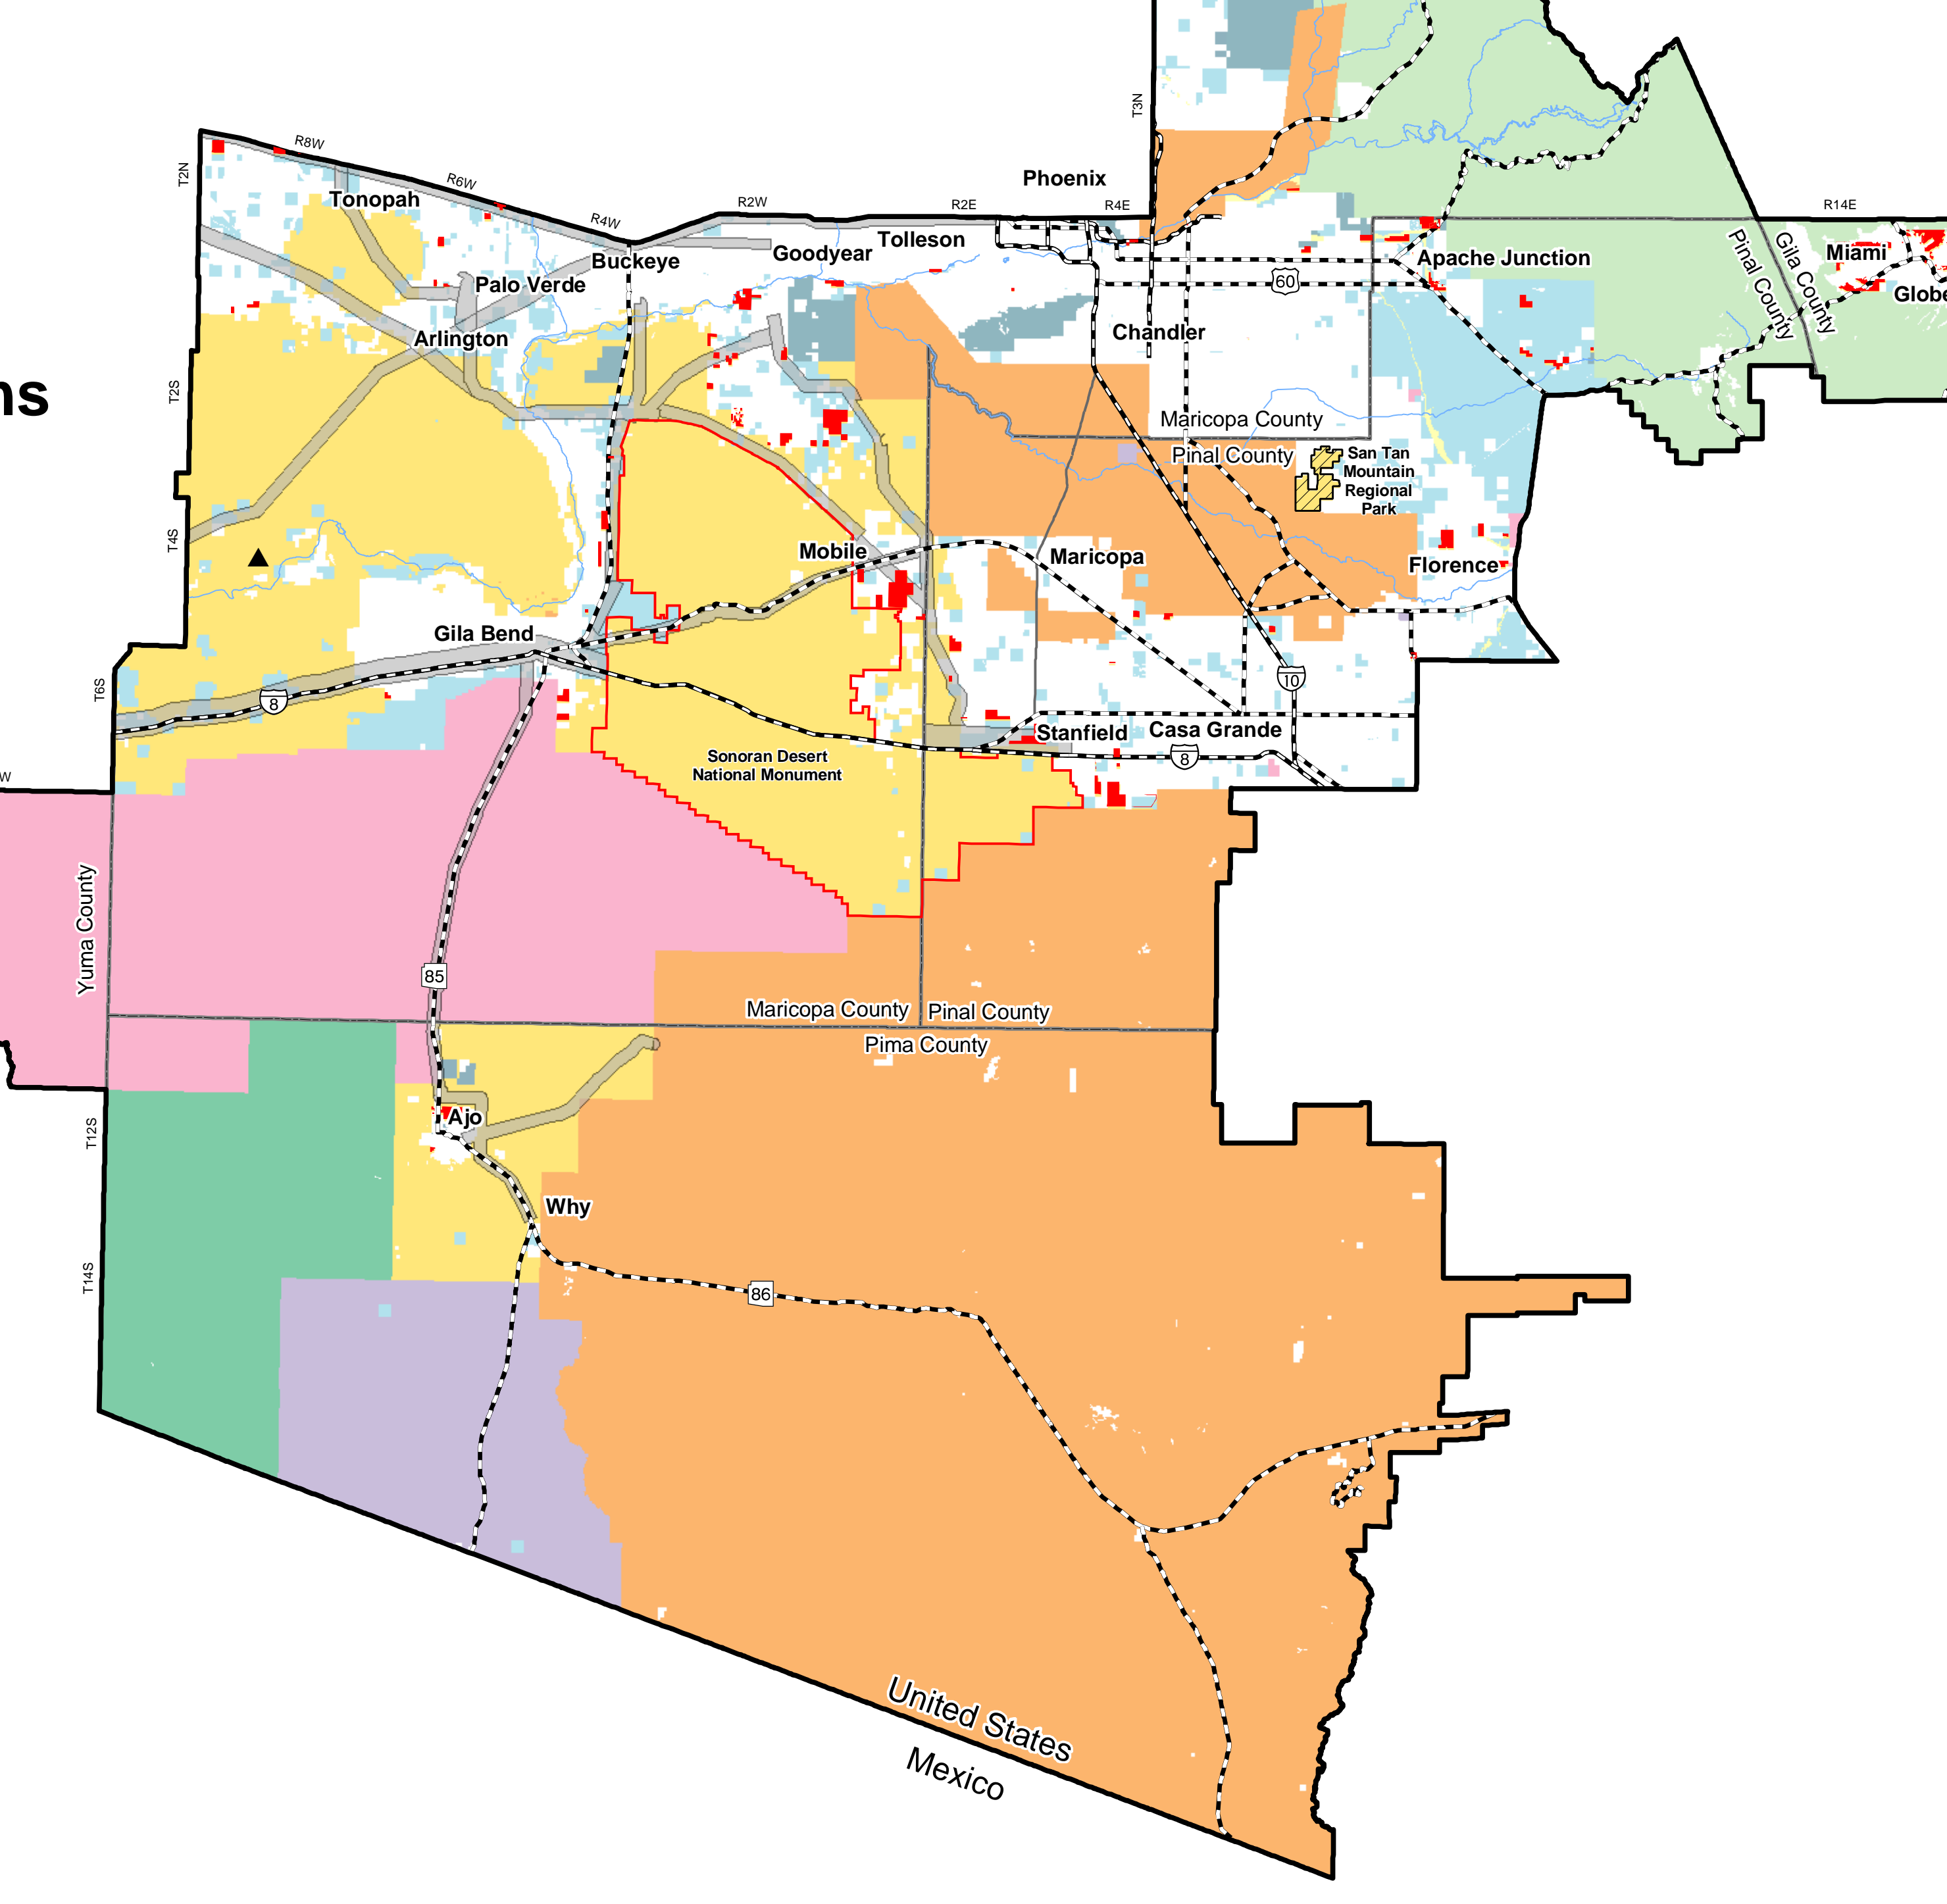 T3N
R8W
T2N
R6W
Tonopah
Phoenix
R4W
R2W
R2E
R4E
R14E
Buckeye
Goodyear
Tolleson
Apache Junction
Pinal County
Gila County
Miami
Globe
Palo Verde
60
Arlington
Chandler
ns
T2S
Maricopa County
Pinal County
San Tan
Mountain
Regional
Park
T4S
Mobile
Maricopa
Florence
Gila Bend
T6S
8
10
Stanfield
Casa Grande
8
Sonoran Desert
National Monument
W
Yuma County
85
Maricopa County
Pinal County
Pima County
Ajo
T12S
Why
T14S
86
United States
Mexico